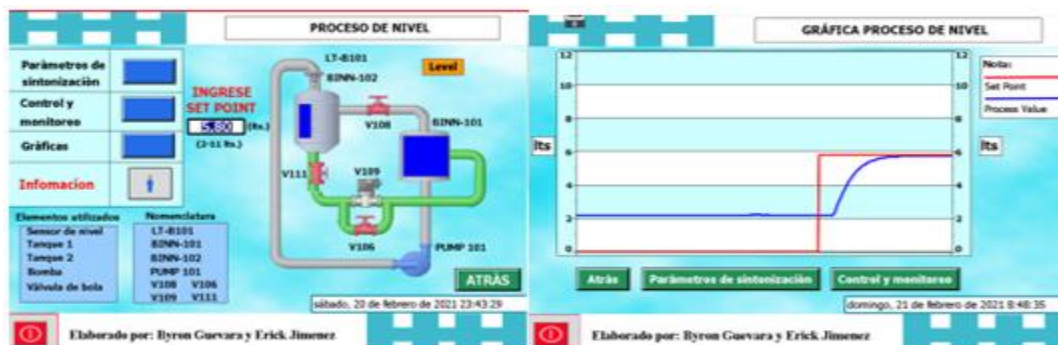 PROCESO DE NIVEL
Parámetros de
sintonización
Control y
monitoreo
Gráficas
Infomacion
INGRESE
SET POINT
5.80 (lts.)
(2-11 lts.)
LT-B101
BINN-102
Level
V108
BINN-101
V111
V109
V106
PUMP 101
Elementos utilizados Nomenclatura
Sensor de nivel LT-B101
Tanque 1 BINN-101
Tanque 2 BINN-102
Bomba PUMP 101
Válvula de bola V108 V106
V109 V111
ATRÀS
sábado, 20 de febrero de 2021 23:43:29
Elaborado por: Byron Guevara y Erick Jimenez
GRÁFICA PROCESO DE NIVEL
12 12
10 10
8 8
lts 6 6 lts
4 4
2 2
0 0
Nota:
Set Point
Process Value
Atràs Paràmetros de sintonizaciòn Control y monitoreo
domingo, 21 de febrero de 2021 8:48:35
Elaborado por: Byron Guevara y Erick Jimenez